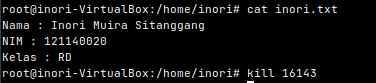 root@inori-VirtualBox:/home/inori# cat inori.txt
Nama : Inori Muira Sitanggang
NIM : 121140020
Kelas : RD
root@inori-VirtualBox:/home/inori# kill 16143